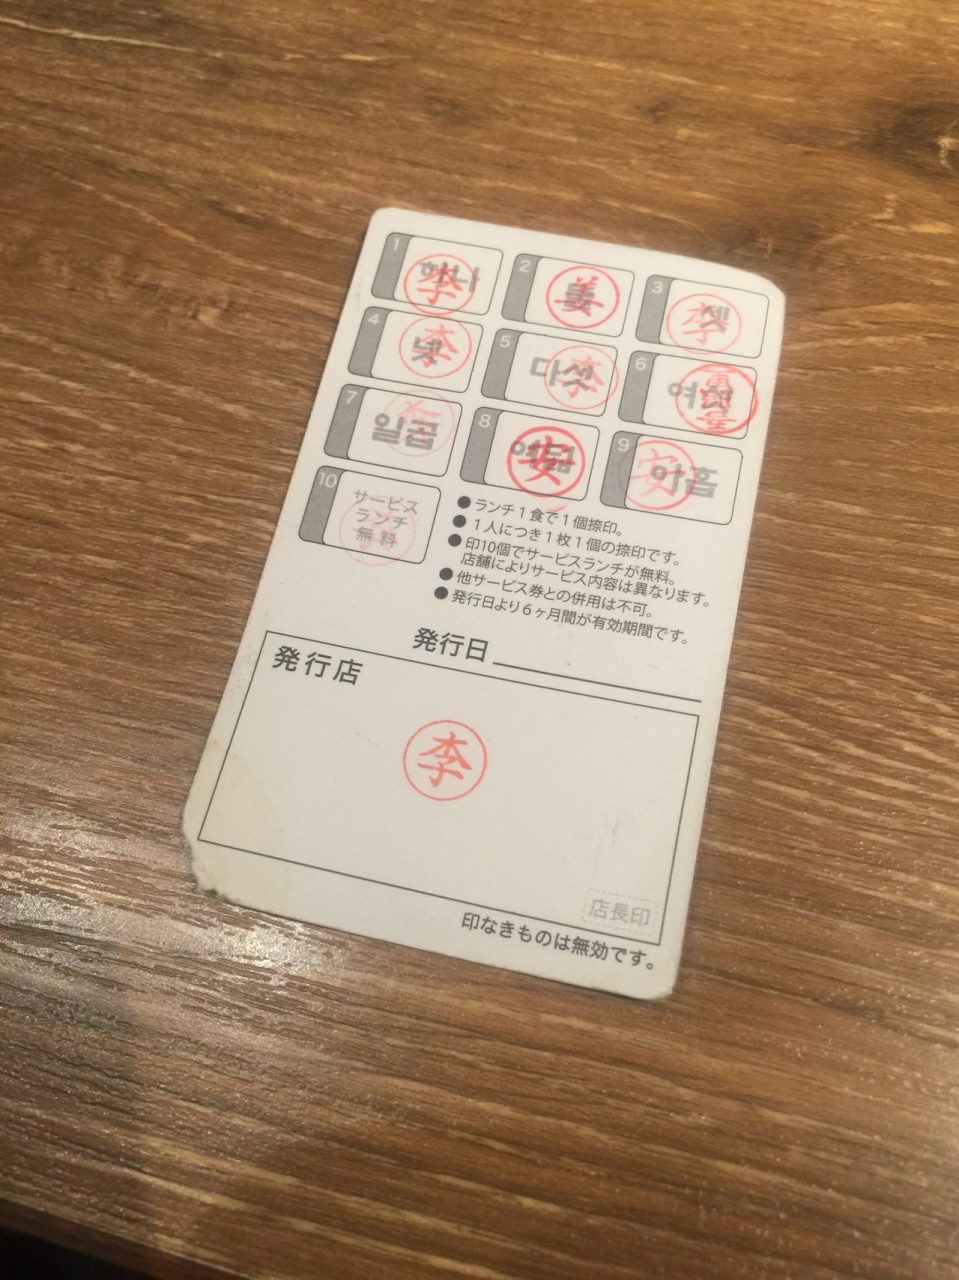 1 하나 李
2 姜
3 셋 李
4 넷 李
5 다섯 李
6 여섯
7 일곱
8 여덟 安
9 아홉 安
10 サービス
ランチ
無料
●ランチ1食で1個捺印。
●1人につき1枚1個の捺印です。
●印10個でサービスランチが無料。
店舗によりサービス内容は異なります。
●他サービス券との併用は不可。
●発行日より6ヶ月間が有効期間です。
発行日
発行店
李
店長印
印なきものは無効です。